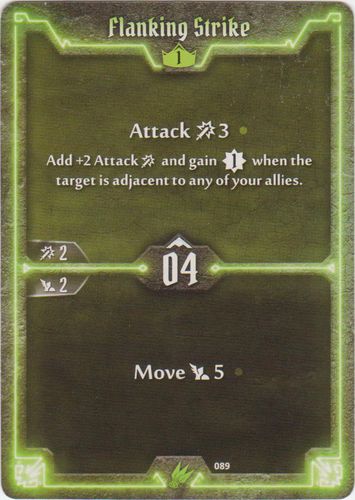 Flanking Strike
1
Attack 3
Add +2 Attack and gain 1 when the
target is adjacent to any of your allies.
2
04
2
Move 5
089